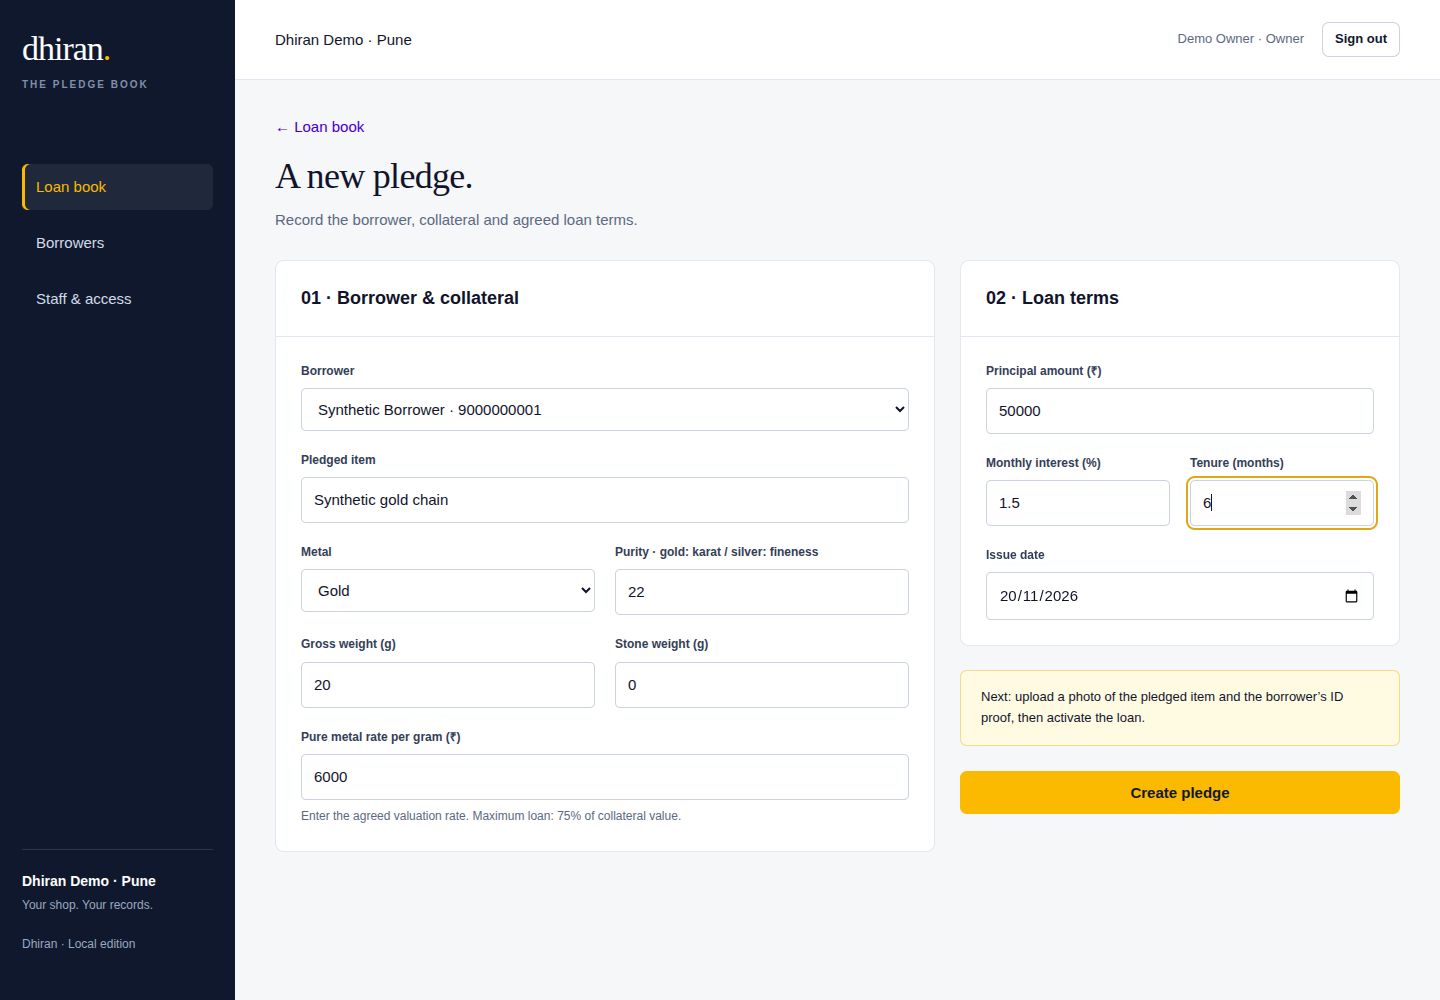 dhiran.
THE PLEDGE BOOK
Loan book
Borrowers
Staff & access
Dhiran Demo · Pune
Your shop. Your records.
Dhiran · Local edition
Dhiran Demo · Pune
Demo Owner · Owner
Sign out
← Loan book
A new pledge.
Record the borrower, collateral and agreed loan terms.
01 · Borrower & collateral
Borrower
Synthetic Borrower · 9000000001
Pledged item
Synthetic gold chain
Metal
Gold
Purity · gold: karat / silver: fineness
22
Gross weight (g)
20
Stone weight (g)
0
Pure metal rate per gram (₹)
6000
Enter the agreed valuation rate. Maximum loan: 75% of collateral value.
02 · Loan terms
Principal amount (₹)
50000
Monthly interest (%)
1.5
Tenure (months)
6
Issue date
20/11/2026
Next: upload a photo of the pledged item and the borrower’s ID
proof, then activate the loan.
Create pledge